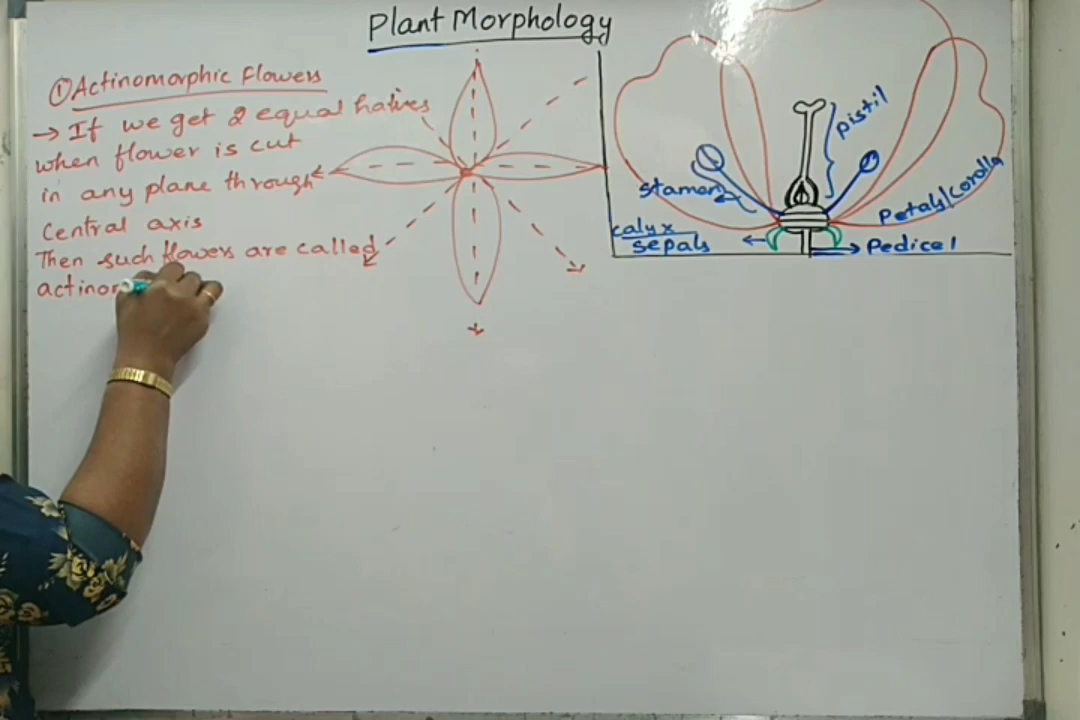 Plant Morphology
① Actinomorphic Flowers
→ If we get 2 equal halves
when flower is cut
in any plane through
Central axis
Then such flowers are called
actinor
pistil
stamen
Petals/Corolla
calyx
sepals
Pedicel